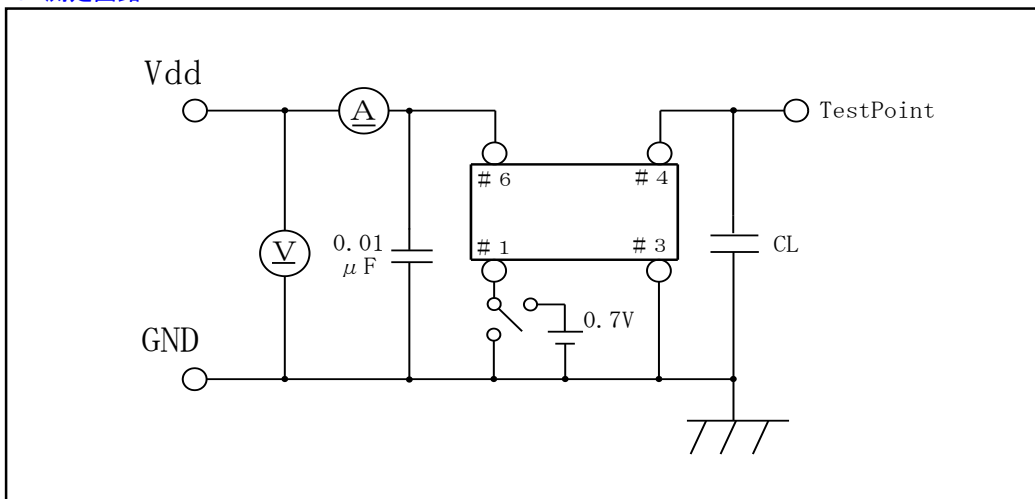 Vdd
A
TestPoint
# 6
# 4
V
0.01
μF
# 1
# 3
CL
0.7V
GND